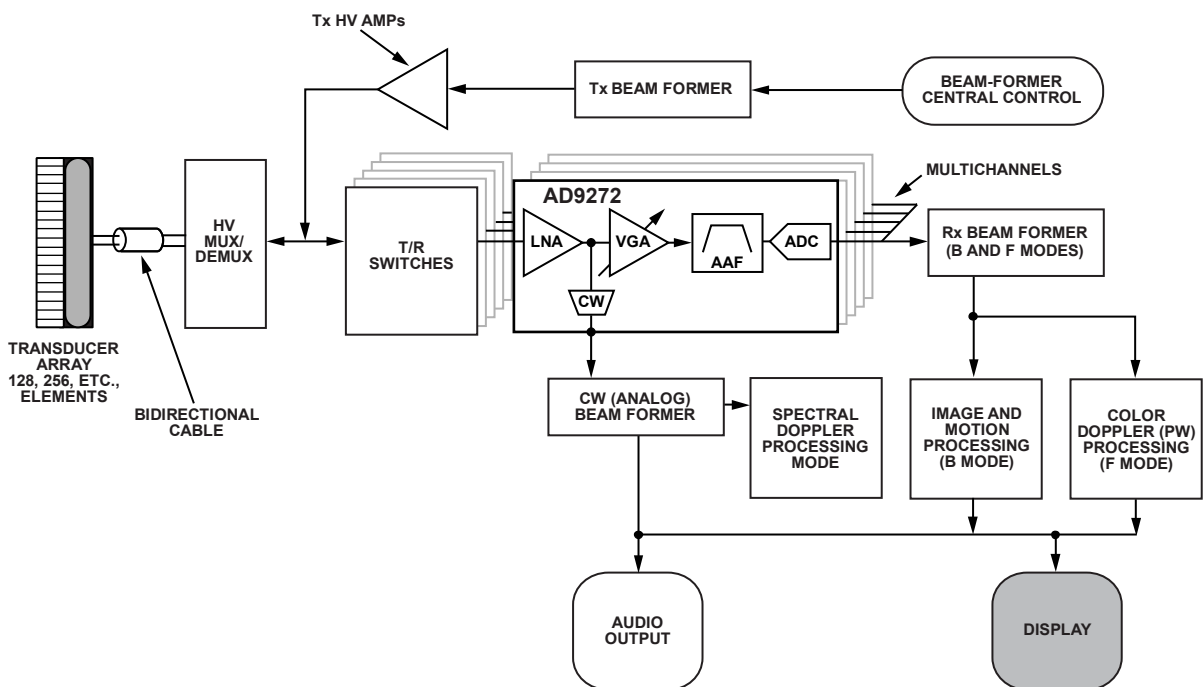 Tx HV AMPs
Tx BEAM FORMER
BEAM-FORMER
CENTRAL CONTROL
HV
MUX/
DEMUX
T/R
SWITCHES
AD9272
LNA
VGA
AAF
ADC
CW
MULTICHANNELS
Rx BEAM FORMER
(B AND F MODES)
TRANSDUCER
ARRAY
128, 256, ETC.,
ELEMENTS
BIDIRECTIONAL
CABLE
CW (ANALOG)
BEAM FORMER
SPECTRAL
DOPPLER
PROCESSING
MODE
IMAGE AND
MOTION
PROCESSING
(B MODE)
COLOR
DOPPLER (PW)
PROCESSING
(F MODE)
AUDIO
OUTPUT
DISPLAY